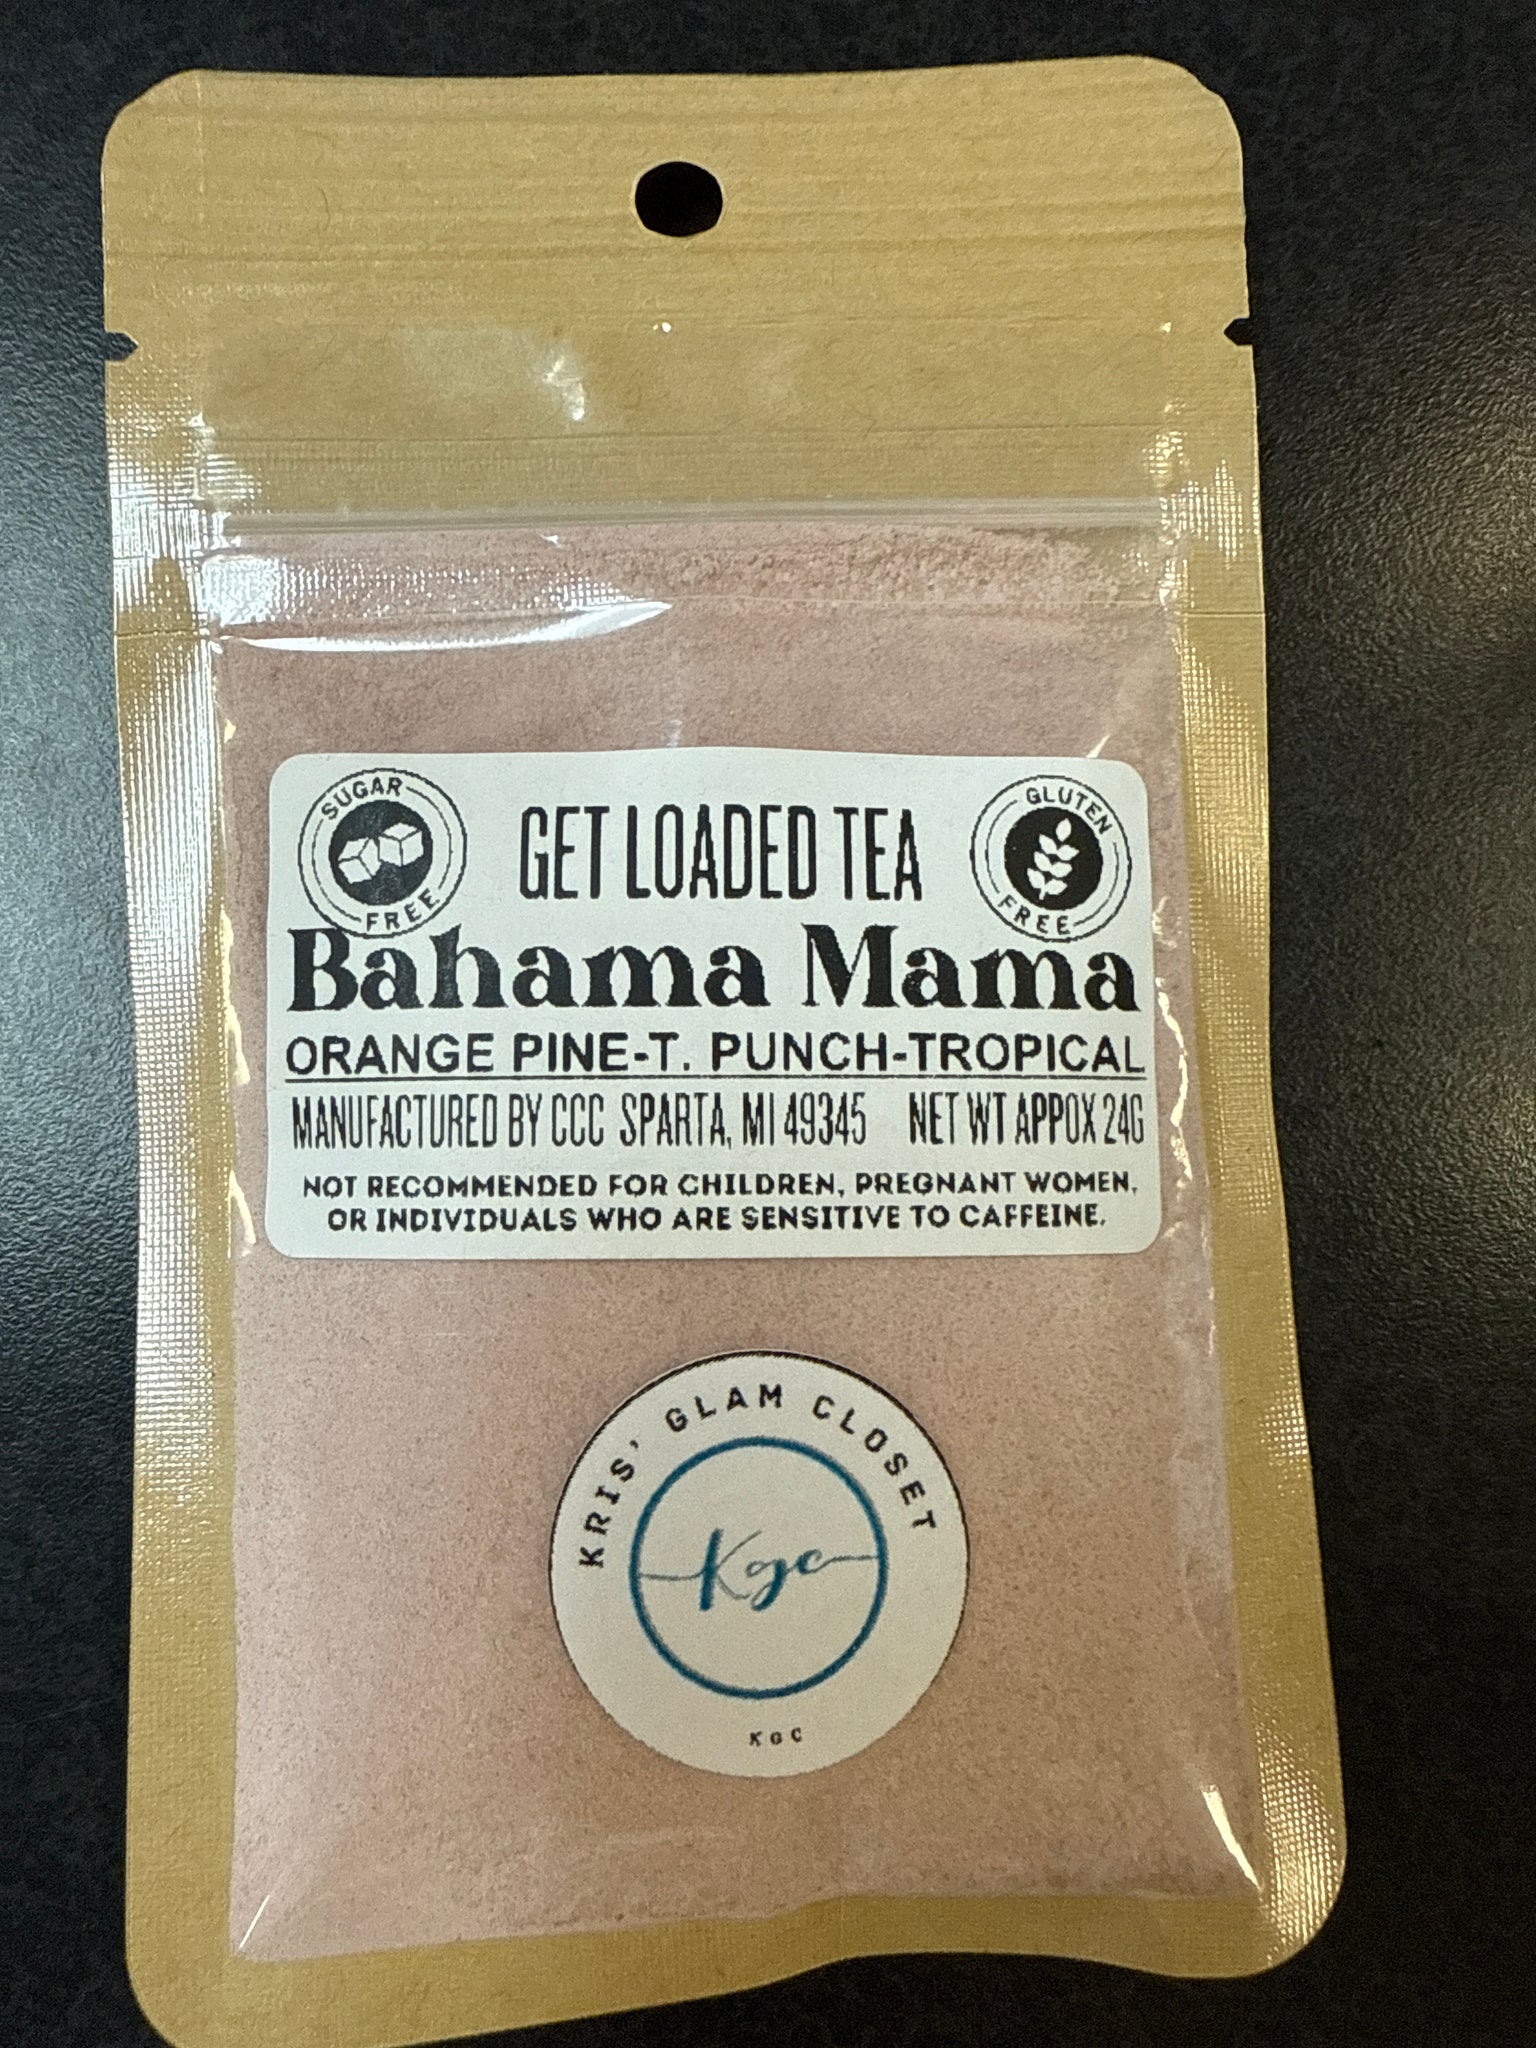 SUGAR FREE
GET LOADED TEA
GLUTEN FREE
Bahama Mama
ORANGE PINE-T. PUNCH-TROPICAL
MANUFACTURED BY CCC SPARTA, MI 49345 NET WT APPOX 24G
NOT RECOMMENDED FOR CHILDREN, PREGNANT WOMEN,
OR INDIVIDUALS WHO ARE SENSITIVE TO CAFFEINE.
KRIS' GLAM CLOSET
Kgc
KGC